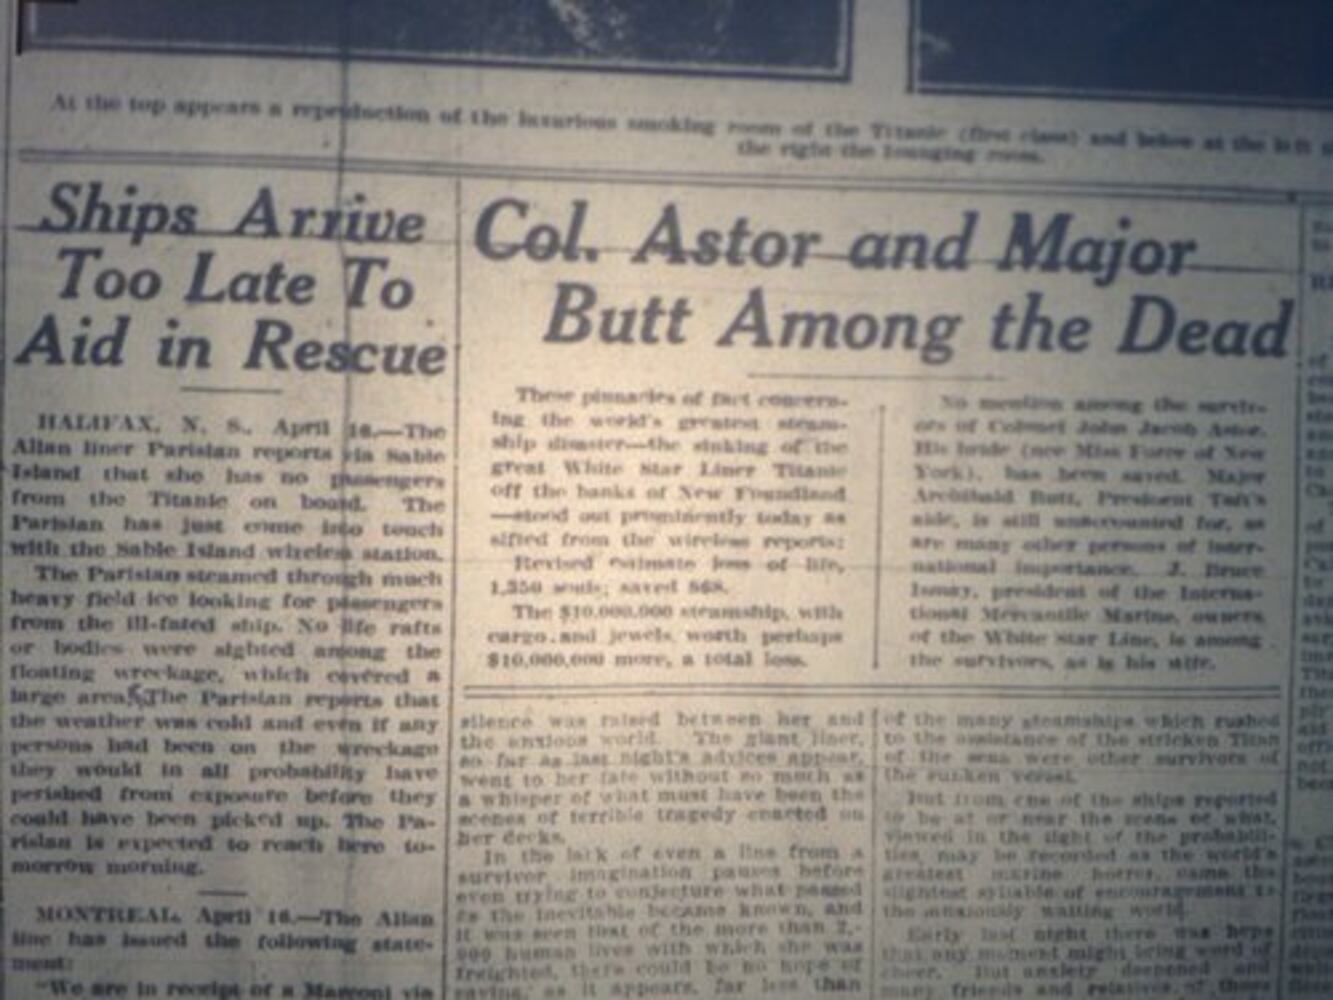 At the top appears a reproduction of the luxurious smoking room of the Titanic (first class) and below at the left
the right the lounging room.
Ships Arrive
Too Late To
Aid in Rescue
HALIFAX, N. S., April 16.—The
Allan liner Parisian reports via Sable
Island that she has no passengers
from the Titanic on board. The
Parisian has just come into touch
with the Sable Island wireless station.
The Parisian steamed through much
heavy field ice looking for passengers
from the ill-fated ship. No life rafts
or bodies were sighted among the
floating wreckage, which covered a
large area. The Parisian reports that
the weather was cold and even if any
persons had been on the wreckage
they would in all probability have
perished from exposure before they
could have been picked up. The Pa-
risian is expected to reach here to-
morrow morning.
MONTREAL, April 16.—The Allan
line has issued the following state-
ment:
"We are in receipt of a Marconi via
Col. Astor and Major
Butt Among the Dead
These pinnacles of fact concern-
ing the world's greatest steam-
ship disaster—the sinking of the
great White Star Liner Titanic
off the banks of New Foundland
—stood out prominently today as
sifted from the wireless reports:
Revised estimate loss of life,
1,350 souls; saved 868.
The $10,000,000 steamship, with
cargo and jewels worth perhaps
$10,000,000 more, a total loss.
No mention among the surviv-
ors of Colonel John Jacob Astor.
His bride (nee Miss Force of New
York), has been saved. Major
Archibald Butt, President Taft's
aide, is still unaccounted for, as
are many other persons of inter-
national importance. J. Bruce
Ismay, president of the Interna-
tional Mercantile Marine, owners
of the White Star Line, is among
the survivors, as is his wife.
silence was raised between her and
the anxious world. The giant liner,
so far as last night's advices appear,
went to her fate without so much as
a whisper of what must have been the
scenes of terrible tragedy enacted on
her decks.
In the lack of even a line from a
survivor, imagination pauses before
even trying to conjecture what passed
as the inevitable became known, and
it was seen that of the more than 2,-
000 human lives with which she was
freighted, there could be no hope of
saving, as it appears, far less than
of the many steamships which rushed
to the assistance of the stricken Titan
of the seas were other survivors of
the sunken vessel.
But from one of the ships reported
to be at or near the scene of what,
viewed in the light of the probabili-
ties, may be recorded as the world's
greatest marine horror, came the
slightest syllable of encouragement to
the anxiously waiting world.
Early last night there was hope
that any moment might bring word of
cheer. But anxiety deepened and
many friends and relatives of those